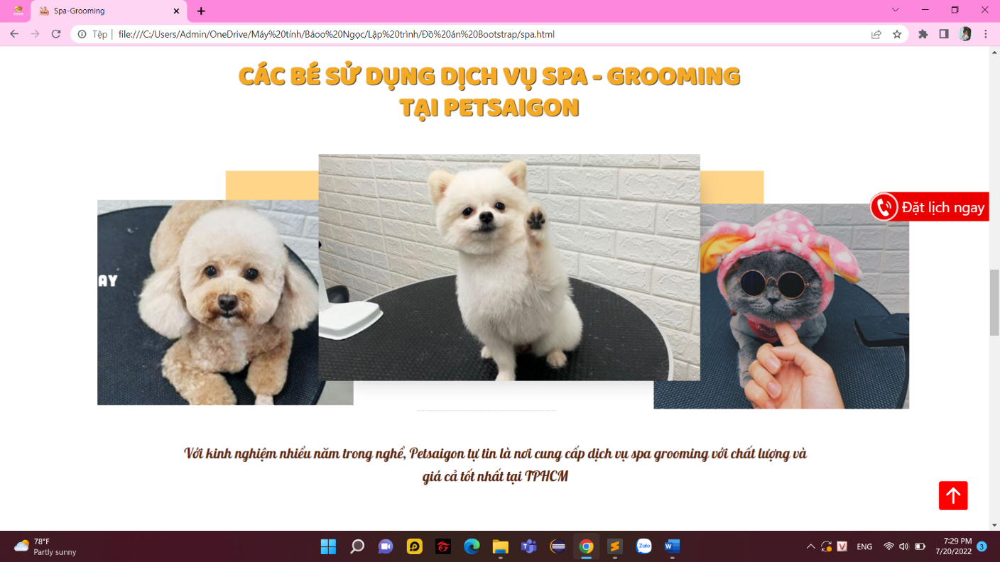 Spa-Grooming
Tệp
file:///C:/Users/Admin/OneDrive/Máy%20tính/Bảoo%20Ngọc/Lập%20trình/Đồ%20án%20Bootstrap/spa.html
CÁC BÉ SỬ DỤNG DỊCH VỤ SPA - GROOMING
TẠI PETSAIGON
Đặt lịch ngay
AY
Với kinh nghiệm nhiều năm trong nghề, Petsaigon tự tin là nơi cung cấp dịch vụ spa grooming với chất lượng và
giá cả tốt nhất tại TPHCM
78°F
Partly sunny
Zalo
ENG
7:29 PM
7/20/2022
3